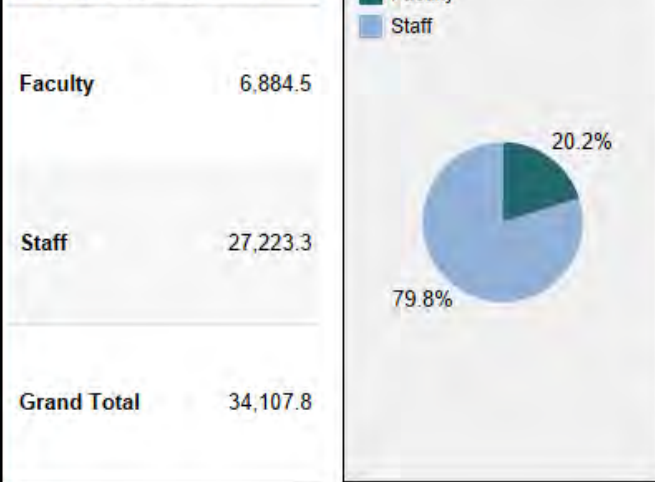 Staff
Faculty 6,884.5
20.2%
Staff 27,223.3
79.8%
Grand Total 34,107.8